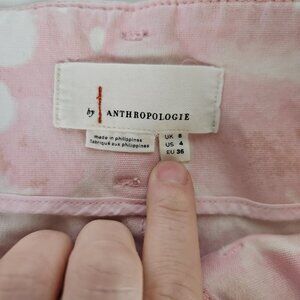 by ANTHROPOLOGIE
made in philippines
fabriqué aux philippines
UK 8
US 4
EU 36